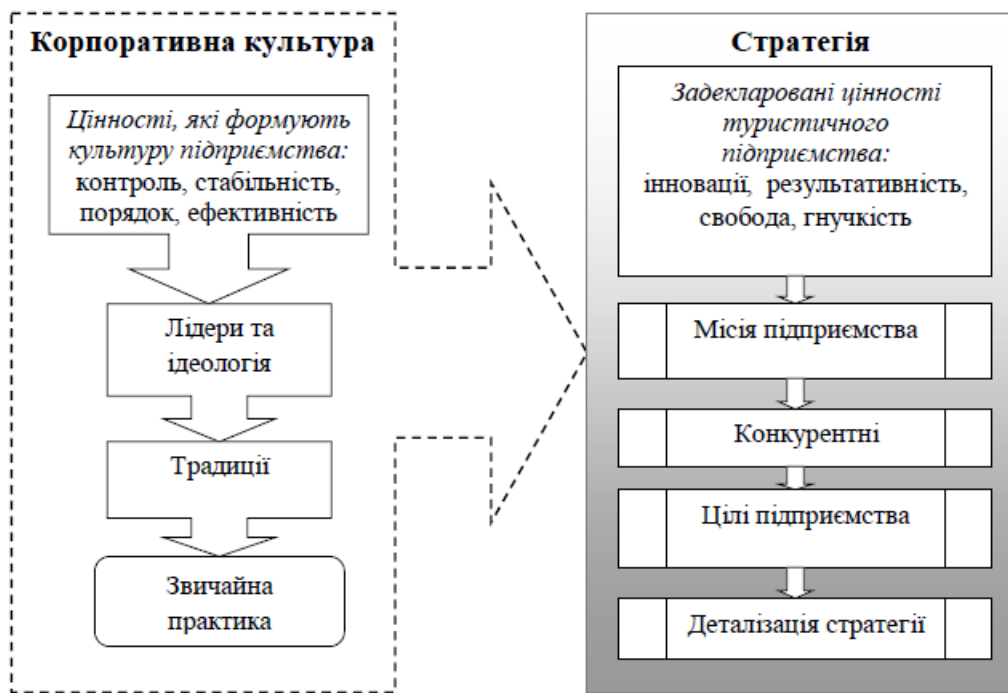 Корпоративна культура
Цінності, які формують
культуру підприємства:
контроль, стабільність,
порядок, ефективність
Лідери та
ідеологія
Традиції
Звичайна
практика
Стратегія
Задекларовані цінності
туристичного
підприємства:
інновації, результативність,
свобода, гнучкість
Місія підприємства
Конкурентні
Цілі підприємства
Деталізація стратегії